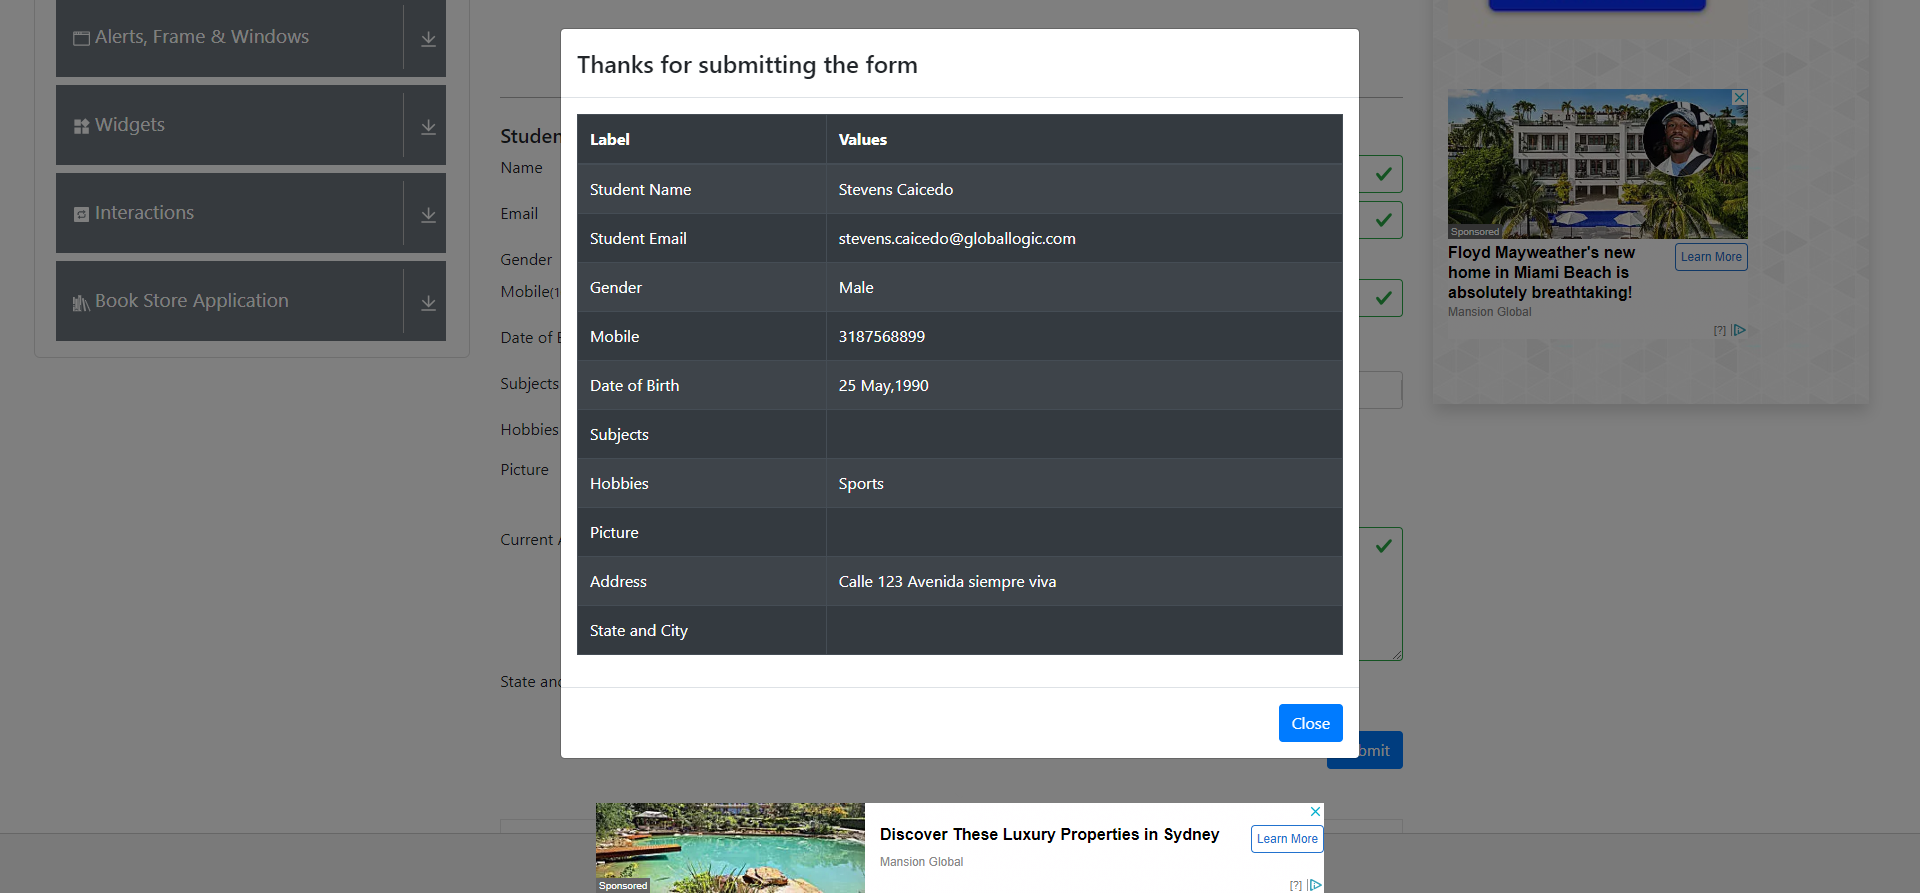 Alerts, Frame & Windows
Widgets
Interactions
Book Store Application
Studen
Name
Email
Gender
Mobile(1
Date of B
Subjects
Hobbies
Picture
Current A
State and
Thanks for submitting the form
Label Values
Student Name Stevens Caicedo
Student Email stevens.caicedo@globallogic.com
Gender Male
Mobile 3187568899
Date of Birth 25 May,1990
Subjects
Hobbies Sports
Picture
Address Calle 123 Avenida siempre viva
State and City
Close
bmit
Sponsored
Floyd Mayweather's new
home in Miami Beach is
absolutely breathtaking!
Learn More
Mansion Global
[?]
Sponsored
Discover These Luxury Properties in Sydney
Mansion Global
Learn More
[?]